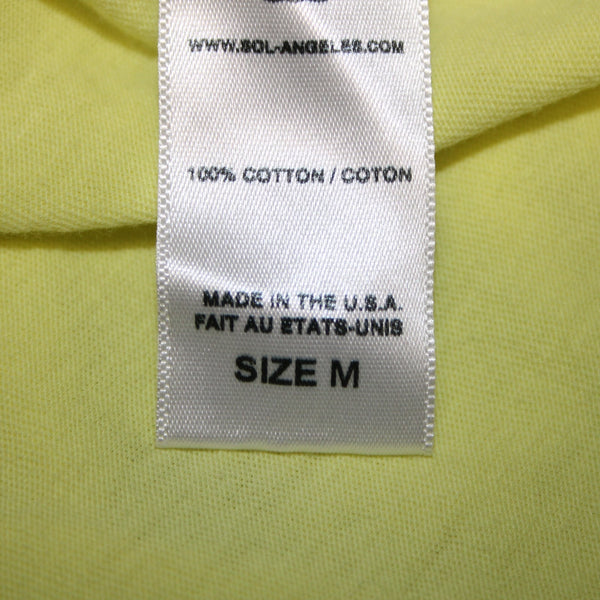 WWW.SOL-ANGELES.COM
100% COTTON / COTON
MADE IN THE U.S.A.
FAIT AU ETATS-UNIS
SIZE M